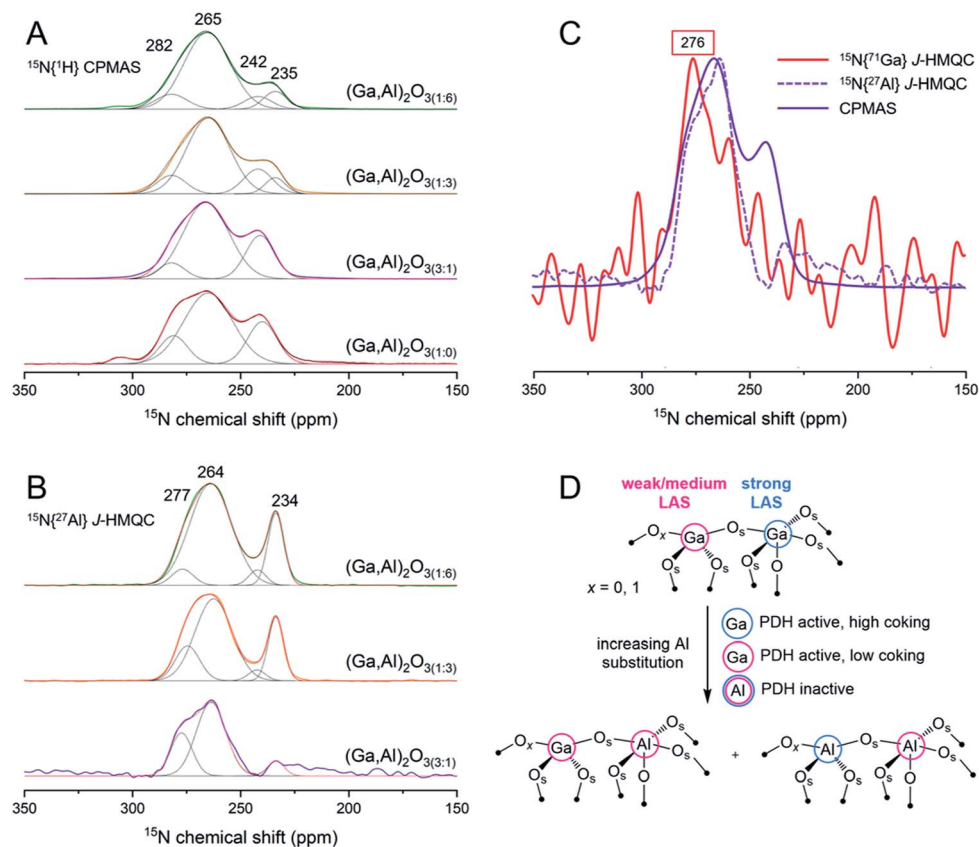 A
282
265
242
235
¹⁵N{¹H} CPMAS
(Ga,Al)₂O₃₍₁:₆₎
(Ga,Al)₂O₃₍₁:₃₎
(Ga,Al)₂O₃₍₃:₁₎
(Ga,Al)₂O₃₍₁:₀₎
350 300 250 200 150
¹⁵N chemical shift (ppm)
C
276
¹⁵N{⁷¹Ga} J-HMQC
¹⁵N{²⁷Al} J-HMQC
CPMAS
350 300 250 200 150
¹⁵N chemical shift (ppm)
B
277
264
234
¹⁵N{²⁷Al} J-HMQC
(Ga,Al)₂O₃₍₁:₆₎
(Ga,Al)₂O₃₍₁:₃₎
(Ga,Al)₂O₃₍₃:₁₎
350 300 250 200 150
¹⁵N chemical shift (ppm)
D
weak/medium
LAS
strong
LAS
Oₓ Ga Oₛ Ga Oₛ Oₛ
Oₛ Oₛ Oₛ O
x = 0, 1
increasing Al
substitution
Ga PDH active, high coking
Ga PDH active, low coking
Al PDH inactive
Oₓ Ga Oₛ Al Oₛ Oₛ
Oₛ Oₛ Oₛ O
+
Oₓ Al Oₛ Al Oₛ Oₛ
Oₛ Oₛ Oₛ O